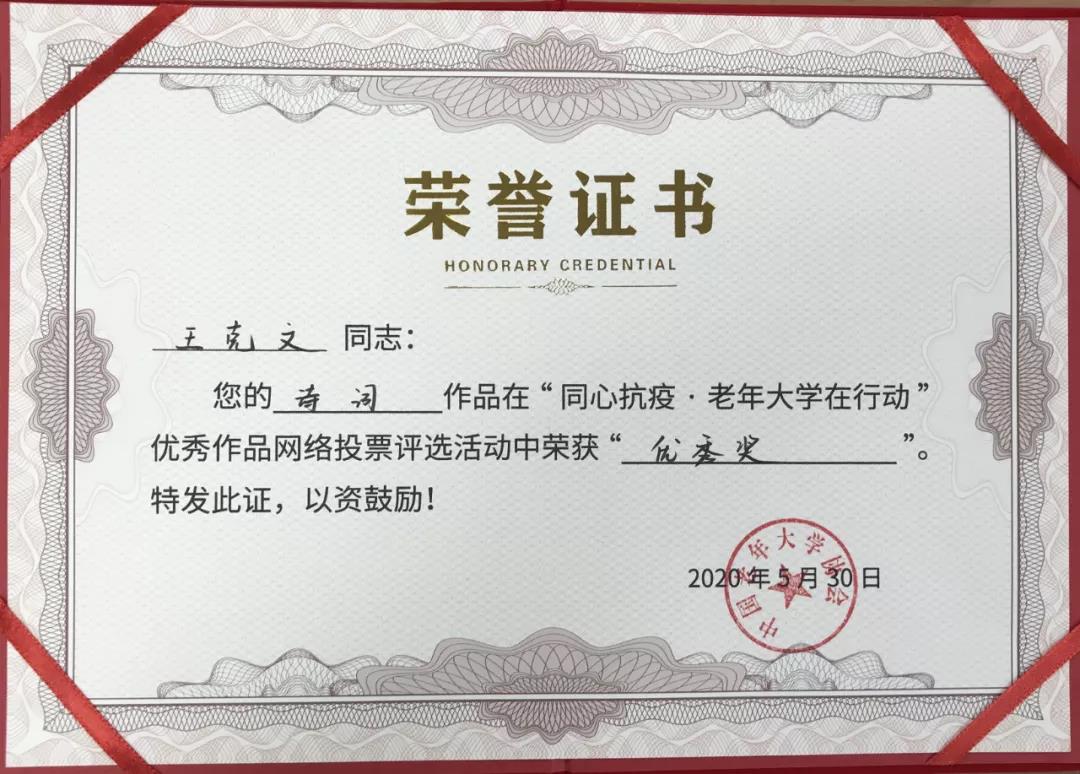 荣誉证书
HONORARY CREDENTIAL
王克文 同志：
您的 诗词 作品在“同心抗疫·老年大学在行动”
优秀作品网络投票评选活动中荣获“ 优秀奖 ”。
特发此证，以资鼓励！
2020年5月30日
中国老年大学协会